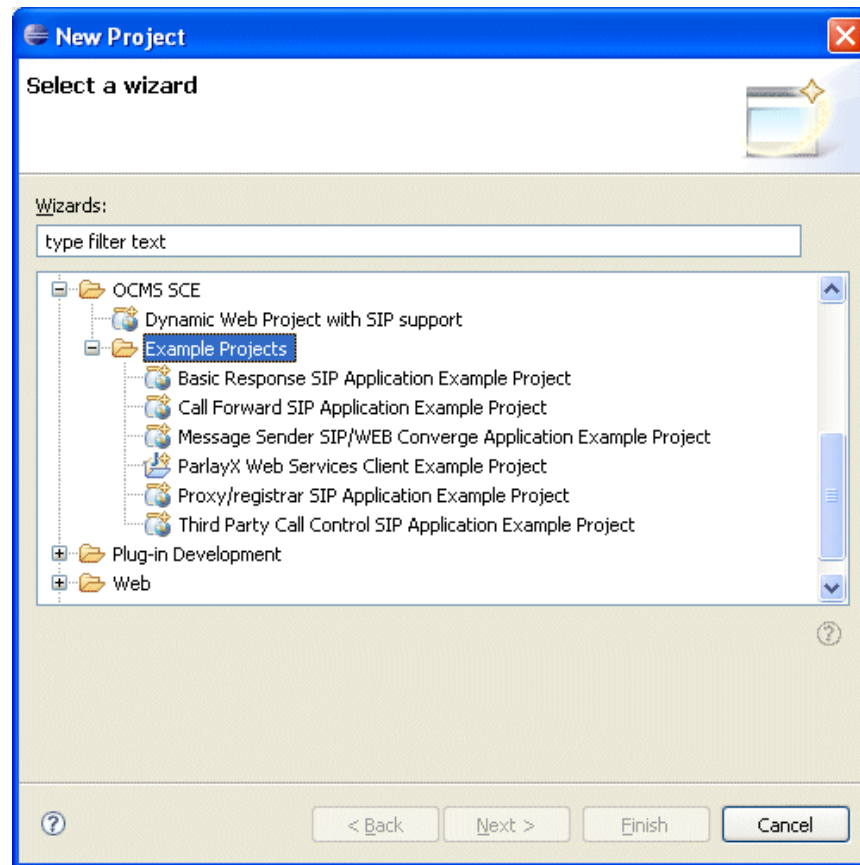 New Project
Select a wizard
Wizards:
type filter text
OCMS SCE
Dynamic Web Project with SIP support
Example Projects
Basic Response SIP Application Example Project
Call Forward SIP Application Example Project
Message Sender SIP/WEB Converge Application Example Project
ParlayX Web Services Client Example Project
Proxy/registrar SIP Application Example Project
Third Party Call Control SIP Application Example Project
Plug-in Development
Web
?
? < Back Next > Finish Cancel